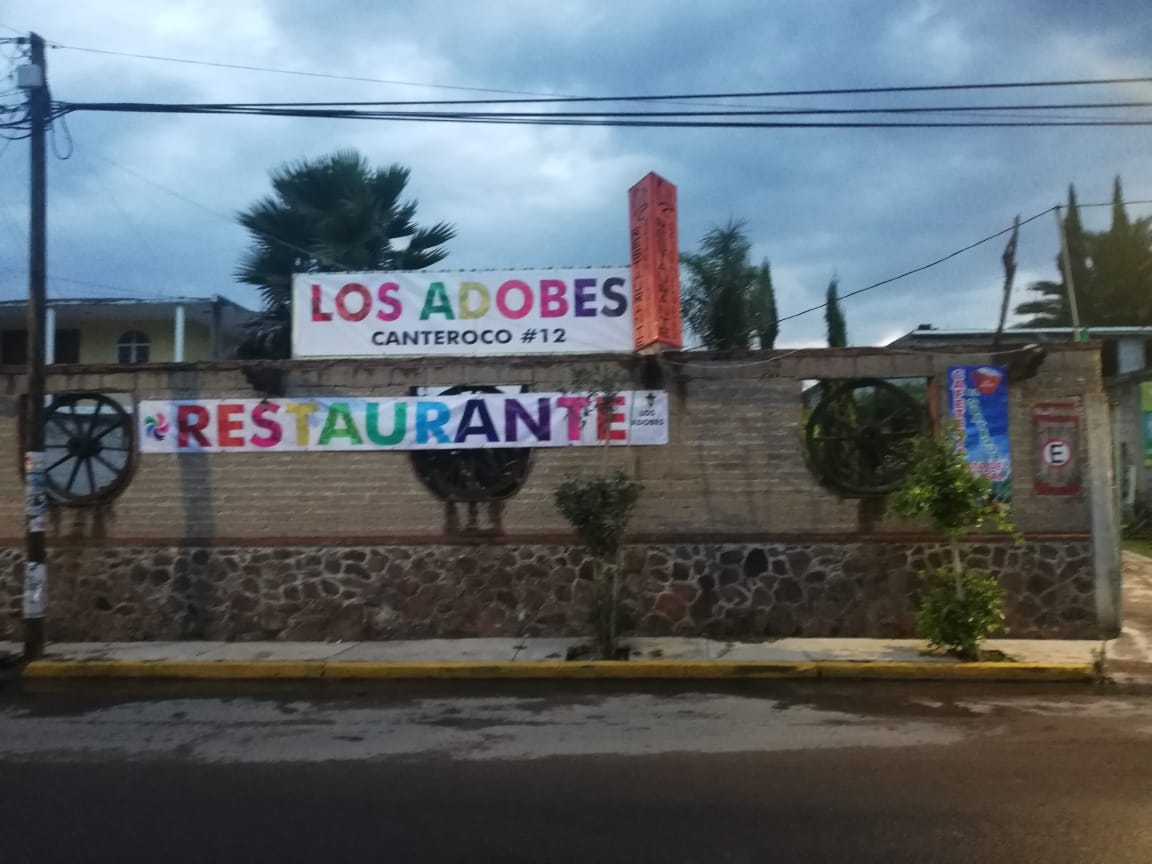 LOS ADOBES
CANTEROCO #12
RESTAURANTE
LOS
ADOBES
E